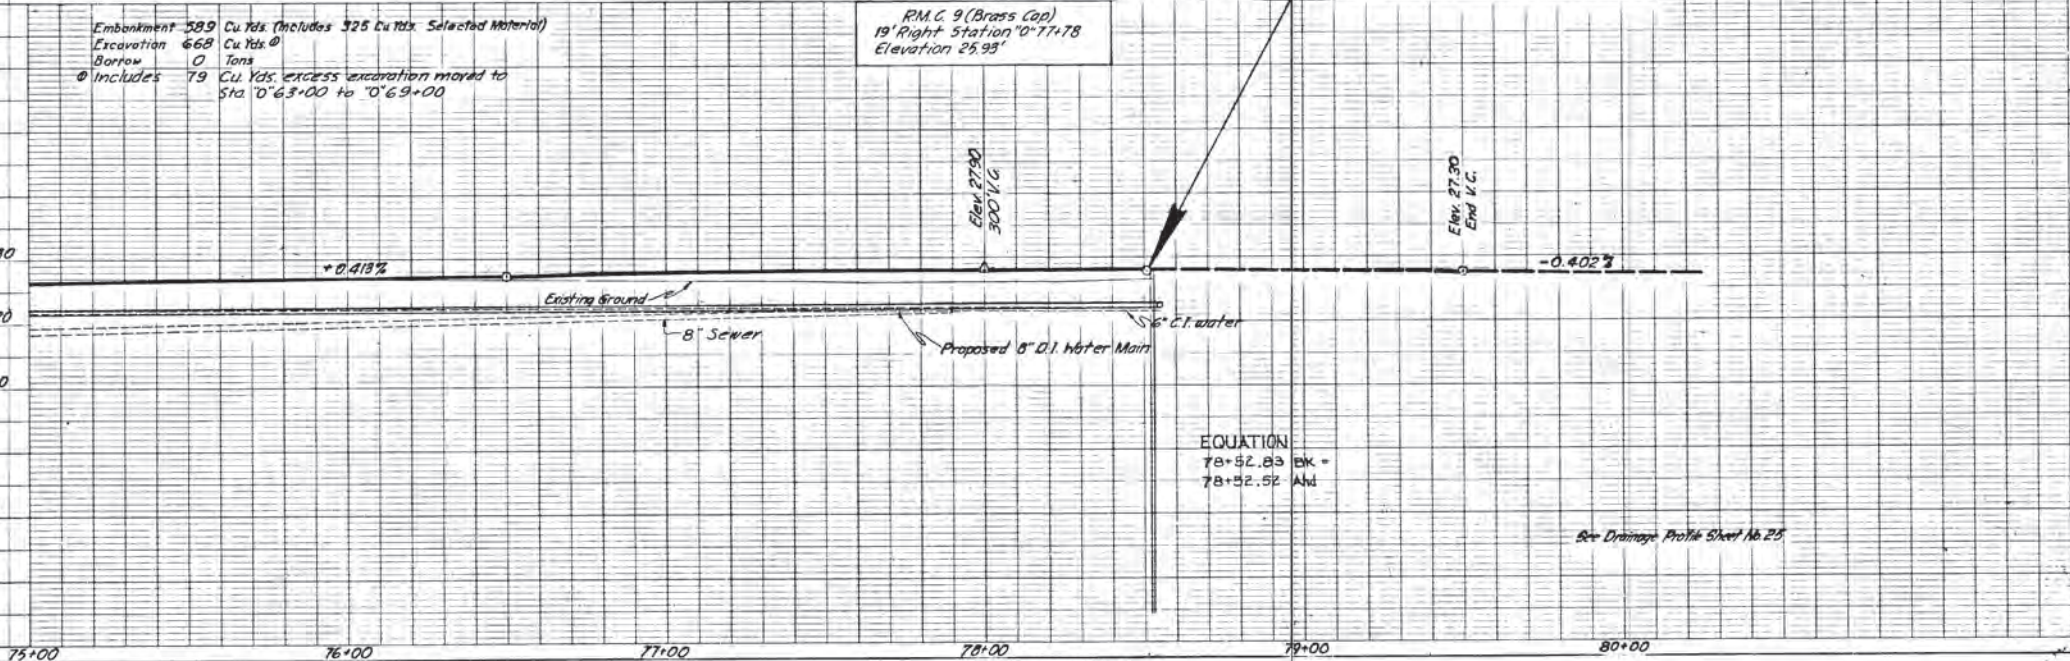 Embankment 589 Cu. Yds. (Includes 325 Cu. Yds. Selected Material)
Excavation 668 Cu. Yds. ⊕
Borrow 0 Tons
⊕ Includes 79 Cu. Yds. excess excavation moved to
Sta. "O" 63+00 to "O" 69+00
R.M.C. 9 (Brass Cap)
19' Right Station "O" 77+78
Elevation 25.93'
Elev. 27.90
300' V.C.
Elev. 27.30
End V.C.
+0.413%
-0.402%
Existing Ground
8" Sewer
Proposed 8" D.I. Water Main
6" C.I. water
EQUATION
78+52.83 BK =
78+52.52 Ahd
See Drainage Profile Sheet No. 25
75+00 76+00 77+00 78+00 79+00 80+00